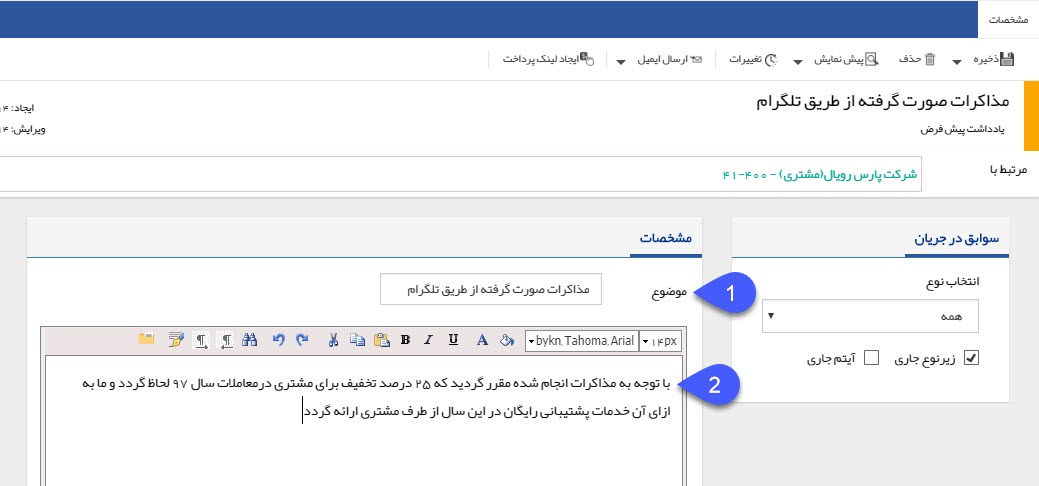 مشخصات
ذخیره حذف پیش نمایش تغییرات ارسال ایمیل ایجاد لینک پرداخت
مذاکرات صورت گرفته از طریق تلگرام
ایجاد:
یادداشت پیش فرض
ویرایش:
مرتبط با
شرکت پارس رویال(مشتری) - ۴۰۰-۴۱
سوابق در جریان
انتخاب نوع
همه
زیرنوع جاری آیتم جاری
مشخصات
موضوع
مذاکرات صورت گرفته از طریق تلگرام
1
B I U A bykn,Tahoma,Arial ۱۴px
با توجه به مذاکرات انجام شده مقرر گردید که ۲۵ درصد تخفیف برای مشتری درمعاملات سال ۹۷ لحاظ گردد و ما به
2
ازای آن خدمات پشتیبانی رایگان در این سال از طرف مشتری ارائه گردد